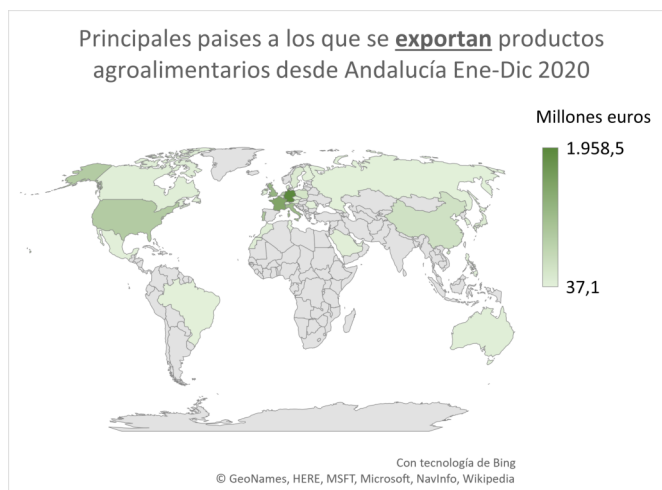 Principales paises a los que se exportan productos
agroalimentarios desde Andalucía Ene-Dic 2020
Millones euros
1.958,5
37,1
Con tecnología de Bing
© GeoNames, HERE, MSFT, Microsoft, NavInfo, Wikipedia